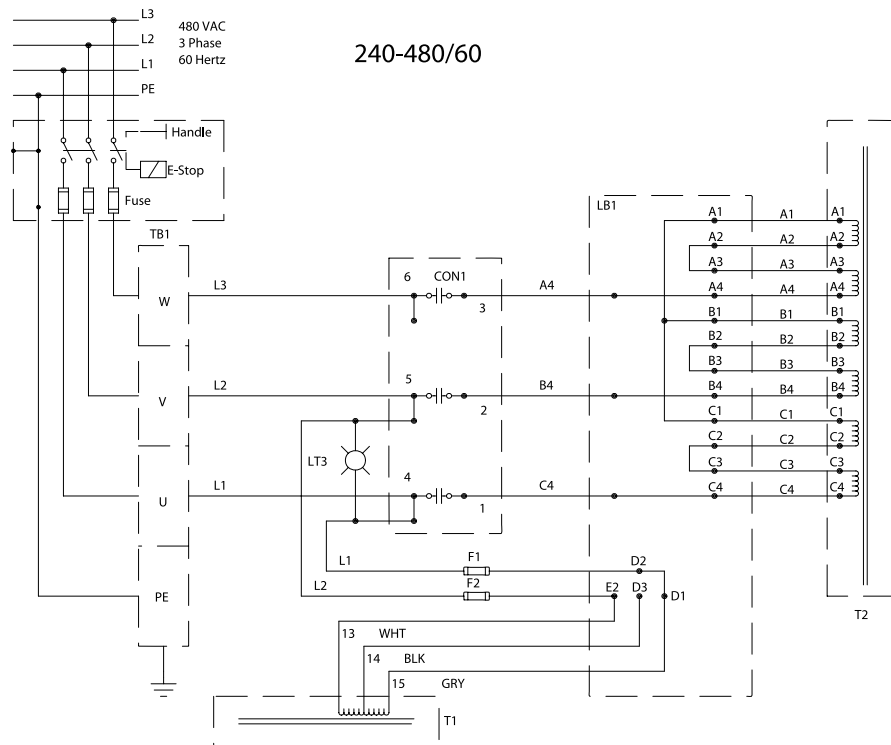 L3
480 VAC
L2
3 Phase
L1
60 Hertz
PE
240-480/60
Handle
E-Stop
Fuse
TB1
LB1
A1 A1 A1
A2 A2 A2
A3 A3 A3
6 CON1
W L3 3 A4 A4 A4 A4
B1 B1 B1
B2 B2 B2
5 B3 B3 B3
V L2 2 B4 B4 B4 B4
C1 C1 C1
C2 C2 C2
LT3 4 C3 C3 C3
U L1 1 C4 C4 C4 C4
L1 F1 D2
L2 F2 E2 D3 D1
PE
T2
13 WHT
14 BLK
15 GRY
T1